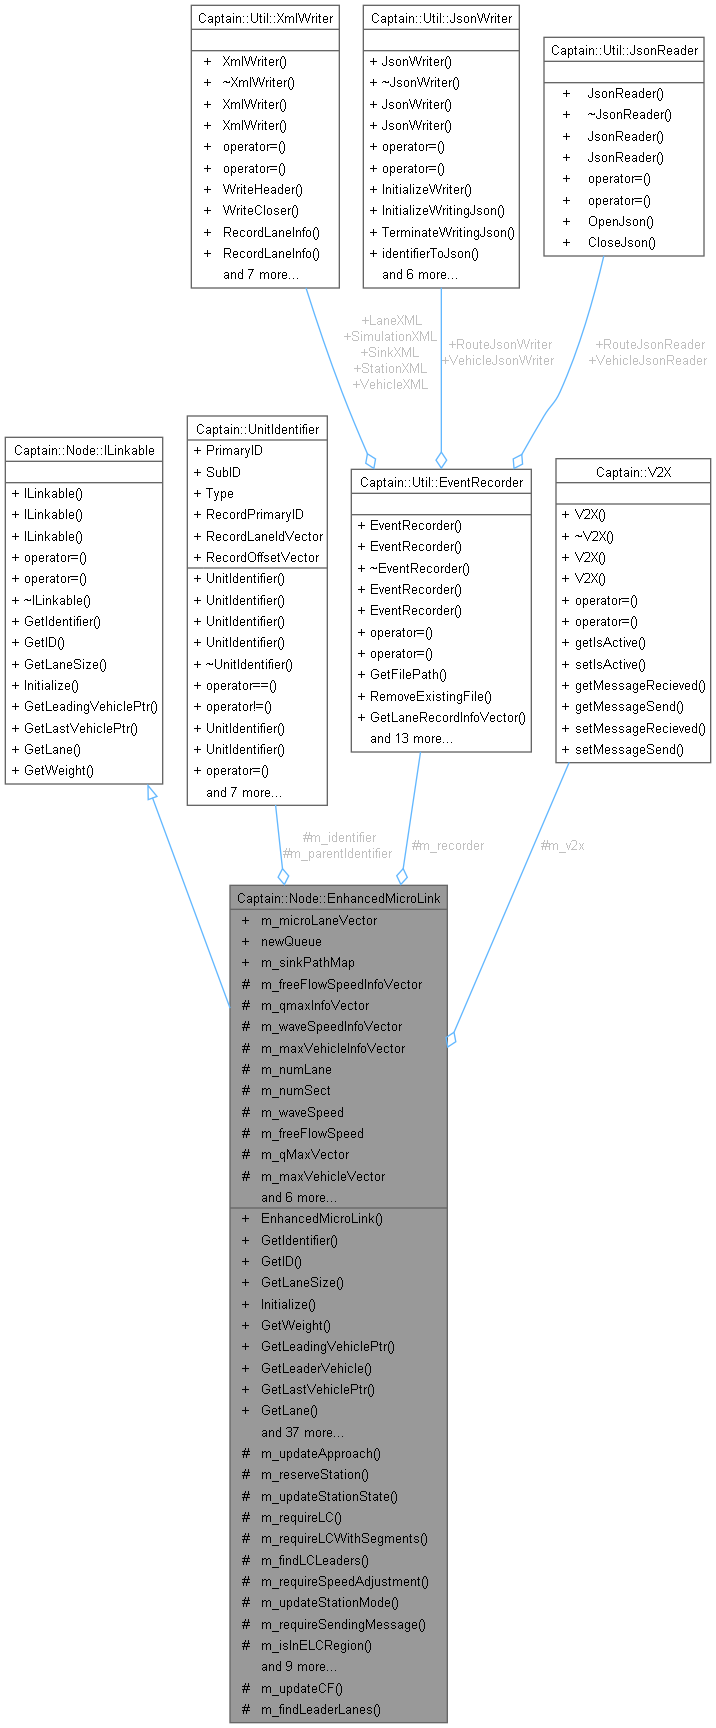 Captain::Util::XmlWriter
+ XmlWriter()
+ ~XmlWriter()
+ XmlWriter()
+ XmlWriter()
+ operator=()
+ operator=()
+ WriteHeader()
+ WriteCloser()
+ RecordLaneInfo()
+ RecordLaneInfo()
and 7 more...
Captain::Util::JsonWriter
+ JsonWriter()
+ ~JsonWriter()
+ JsonWriter()
+ JsonWriter()
+ operator=()
+ operator=()
+ InitializeWriter()
+ InitializeWritingJson()
+ TerminateWritingJson()
+ identifierToJson()
and 6 more...
Captain::Util::JsonReader
+ JsonReader()
+ ~JsonReader()
+ JsonReader()
+ JsonReader()
+ operator=()
+ operator=()
+ OpenJson()
+ CloseJson()
+LaneXML
+SimulationXML
+SinkXML
+StationXML
+VehicleXML
+RouteJsonWriter
+VehicleJsonWriter
+RouteJsonReader
+VehicleJsonReader
Captain::Node::ILinkable
+ ILinkable()
+ ILinkable()
+ ILinkable()
+ operator=()
+ operator=()
+ ~ILinkable()
+ GetIdentifier()
+ GetID()
+ GetLaneSize()
+ Initialize()
+ GetLeadingVehiclePtr()
+ GetLastVehiclePtr()
+ GetLane()
+ GetWeight()
Captain::UnitIdentifier
+ PrimaryID
+ SubID
+ Type
+ RecordPrimaryID
+ RecordLaneIdVector
+ RecordOffsetVector
+ UnitIdentifier()
+ UnitIdentifier()
+ UnitIdentifier()
+ UnitIdentifier()
+ ~UnitIdentifier()
+ operator==()
+ operator!=()
+ UnitIdentifier()
+ UnitIdentifier()
+ operator=()
and 7 more...
Captain::Util::EventRecorder
+ EventRecorder()
+ EventRecorder()
+ ~EventRecorder()
+ EventRecorder()
+ EventRecorder()
+ operator=()
+ operator=()
+ GetFilePath()
+ RemoveExistingFile()
+ GetLaneRecordInfoVector()
and 13 more...
Captain::V2X
+ V2X()
+ ~V2X()
+ V2X()
+ V2X()
+ operator=()
+ operator=()
+ getIsActive()
+ setIsActive()
+ getMessageRecieved()
+ getMessageSend()
+ setMessageRecieved()
+ setMessageSend()
#m_identifier
#m_parentIdentifier
#m_recorder
#m_v2x
Captain::Node::EnhancedMicroLink
+ m_microLaneVector
+ newQueue
+ m_sinkPathMap
# m_freeFlowSpeedInfoVector
# m_qmaxInfoVector
# m_waveSpeedInfoVector
# m_maxVehicleInfoVector
# m_numLane
# m_numSect
# m_waveSpeed
# m_freeFlowSpeed
# m_qMaxVector
# m_maxVehicleVector
and 6 more...
+ EnhancedMicroLink()
+ GetIdentifier()
+ GetID()
+ GetLaneSize()
+ Initialize()
+ GetWeight()
+ GetLeadingVehiclePtr()
+ GetLeaderVehicle()
+ GetLastVehiclePtr()
+ GetLane()
and 37 more...
# m_updateApproach()
# m_reserveStation()
# m_updateStationState()
# m_requireLC()
# m_requireLCWithSegments()
# m_findLCLeaders()
# m_requireSpeedAdjustment()
# m_updateStationMode()
# m_requireSendingMessage()
# m_isInELCRegion()
and 9 more...
# m_updateCF()
# m_findLeaderLanes()